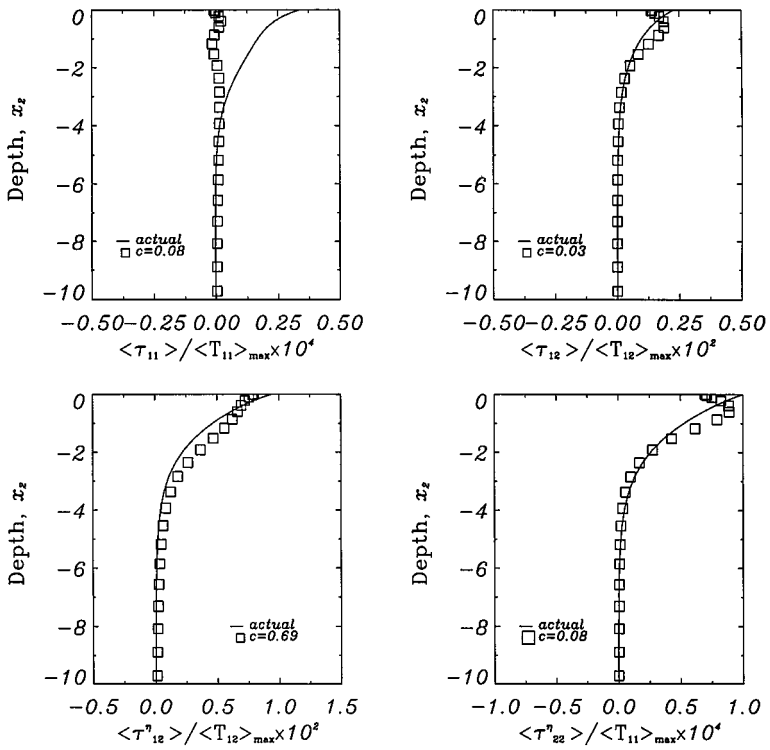 0
−2
−4
−6
−8
−10
Depth, x₂
— actual
□ c=0.08
−0.50 −0.25 0.00 0.25 0.50
<τ₁₁>/<T₁₁>max×10⁴
0
−2
−4
−6
−8
−10
Depth, x₂
— actual
□ c=0.03
−0.50 −0.25 0.00 0.25 0.50
<τ₁₂>/<T₁₂>max×10²
0
−2
−4
−6
−8
−10
Depth, x₂
— actual
□ c=0.69
−0.5 0.0 0.5 1.0 1.5
<τ^η₁₂>/<T₁₂>max×10²
0
−2
−4
−6
−8
−10
Depth, x₂
— actual
□ c=0.08
−1.0 −0.5 0.0 0.5 1.0
<τ^η₂₂>/<T₁₁>max×10⁴